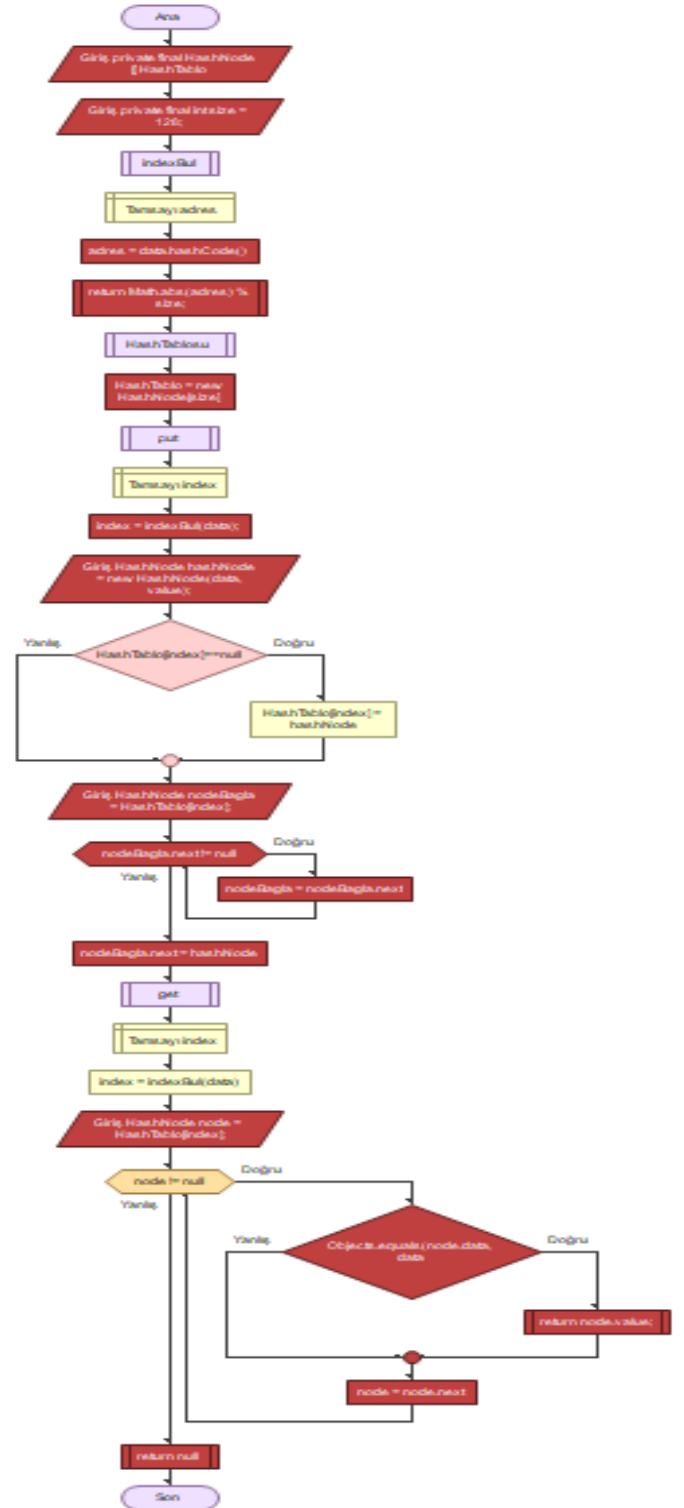 Ana
Giriş private final HashNode
[] HashTablo
Giriş private final int size =
128;
indexBul
Tamsayı adres
adres = data.hashCode()
return Math.abs(adres) %
size;
HashTablosu
HashTablo = new
HashNode[size]
put
Tamsayı index
index = indexBul(data);
Giriş HashNode hashNode
= new HashNode(data,
value);
Yanlış
Doğru
HashTablo[index]==null
HashTablo[index] =
hashNode
Giriş HashNode nodeBagla
= HashTablo[index];
Doğru
nodeBagla.next != null
Yanlış
nodeBagla = nodeBagla.next
nodeBagla.next = hashNode
get
Tamsayı index
index = indexBul(data)
Giriş HashNode node =
HashTablo[index];
Doğru
node != null
Yanlış
Yanlış
Doğru
Objects.equals(node.data,
data
return node.value;
node = node.next
return null
Son